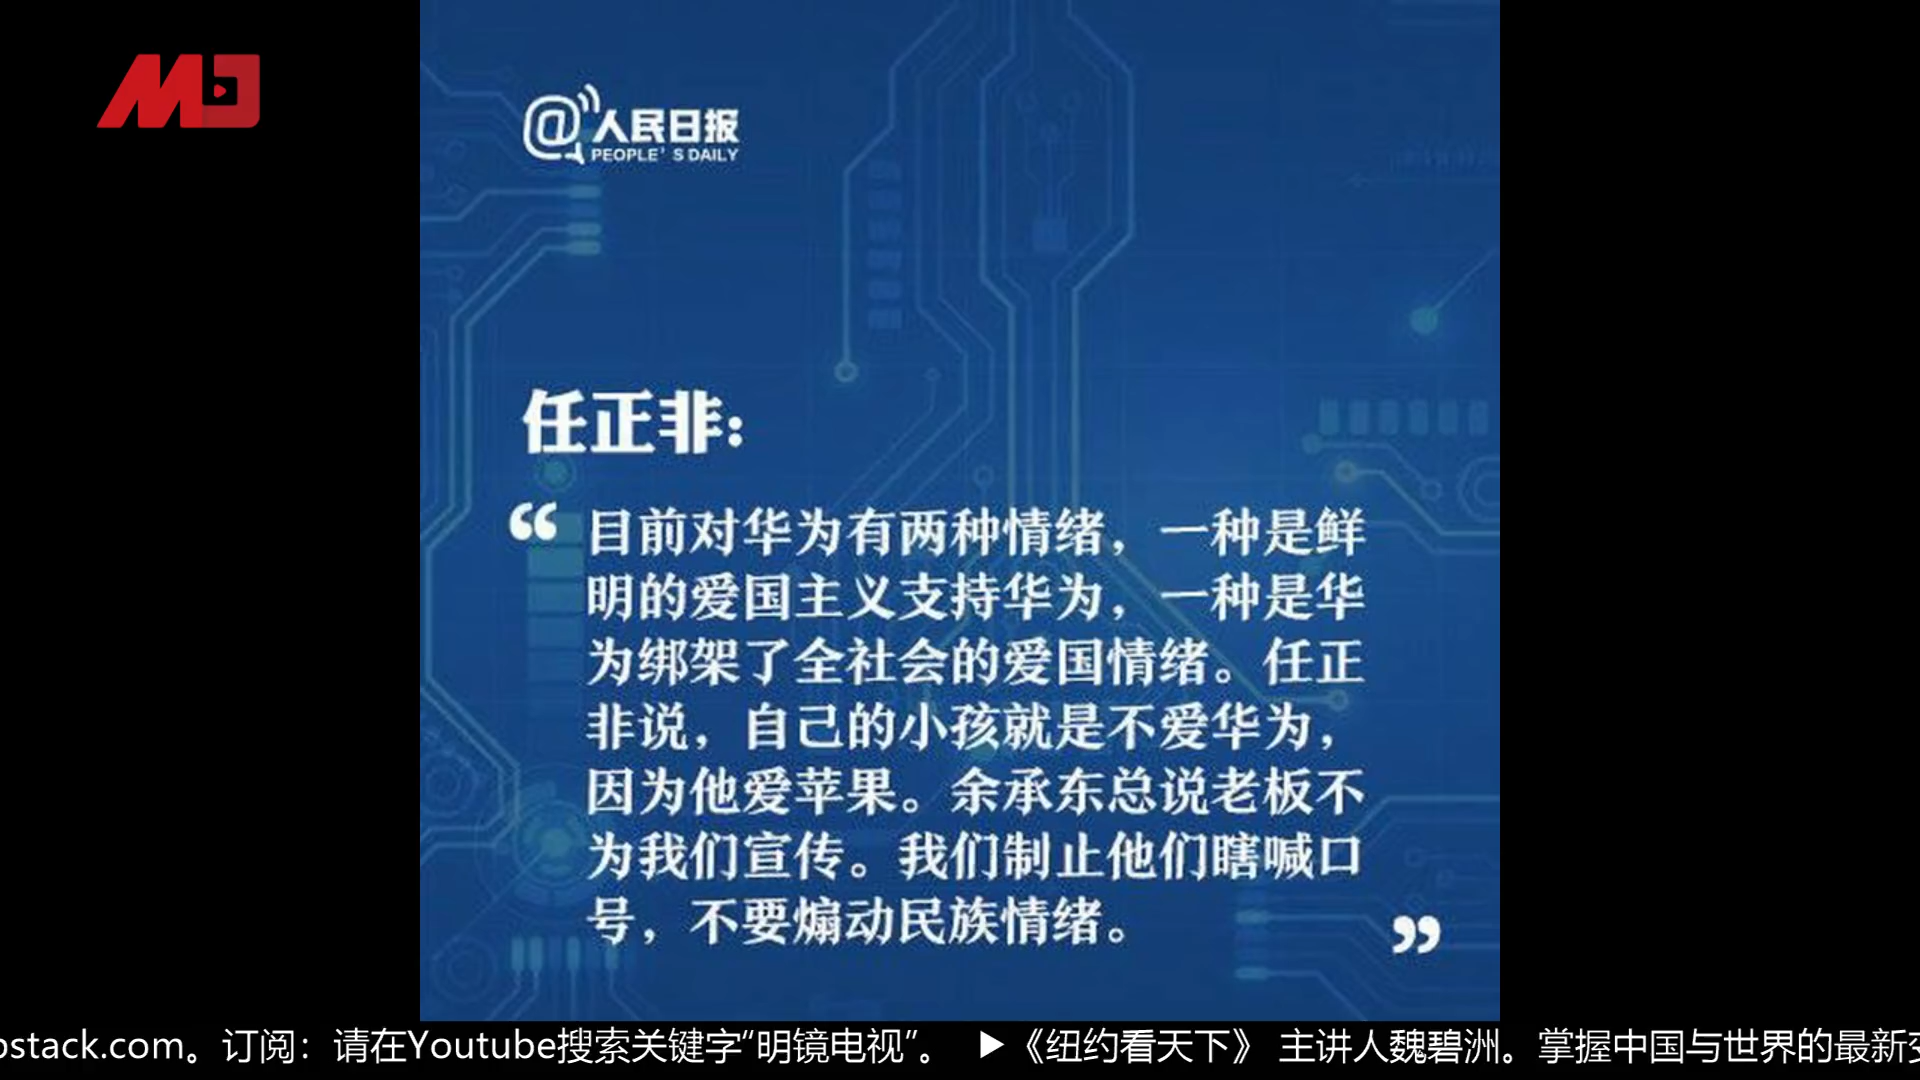 @人民日报
PEOPLE'S DAILY
任正非:
“目前对华为有两种情绪，一种是鲜
明的爱国主义支持华为，一种是华
为绑架了全社会的爱国情绪。任正
非说，自己的小孩就是不爱华为，
因为他爱苹果。余承东总说老板不
为我们宣传。我们制止他们瞎喊口
号，不要煽动民族情绪。”
stack.com。订阅：请在Youtube搜索关键字“明镜电视”。 ▶《纽约看天下》 主讲人魏碧洲。掌握中国与世界的最新